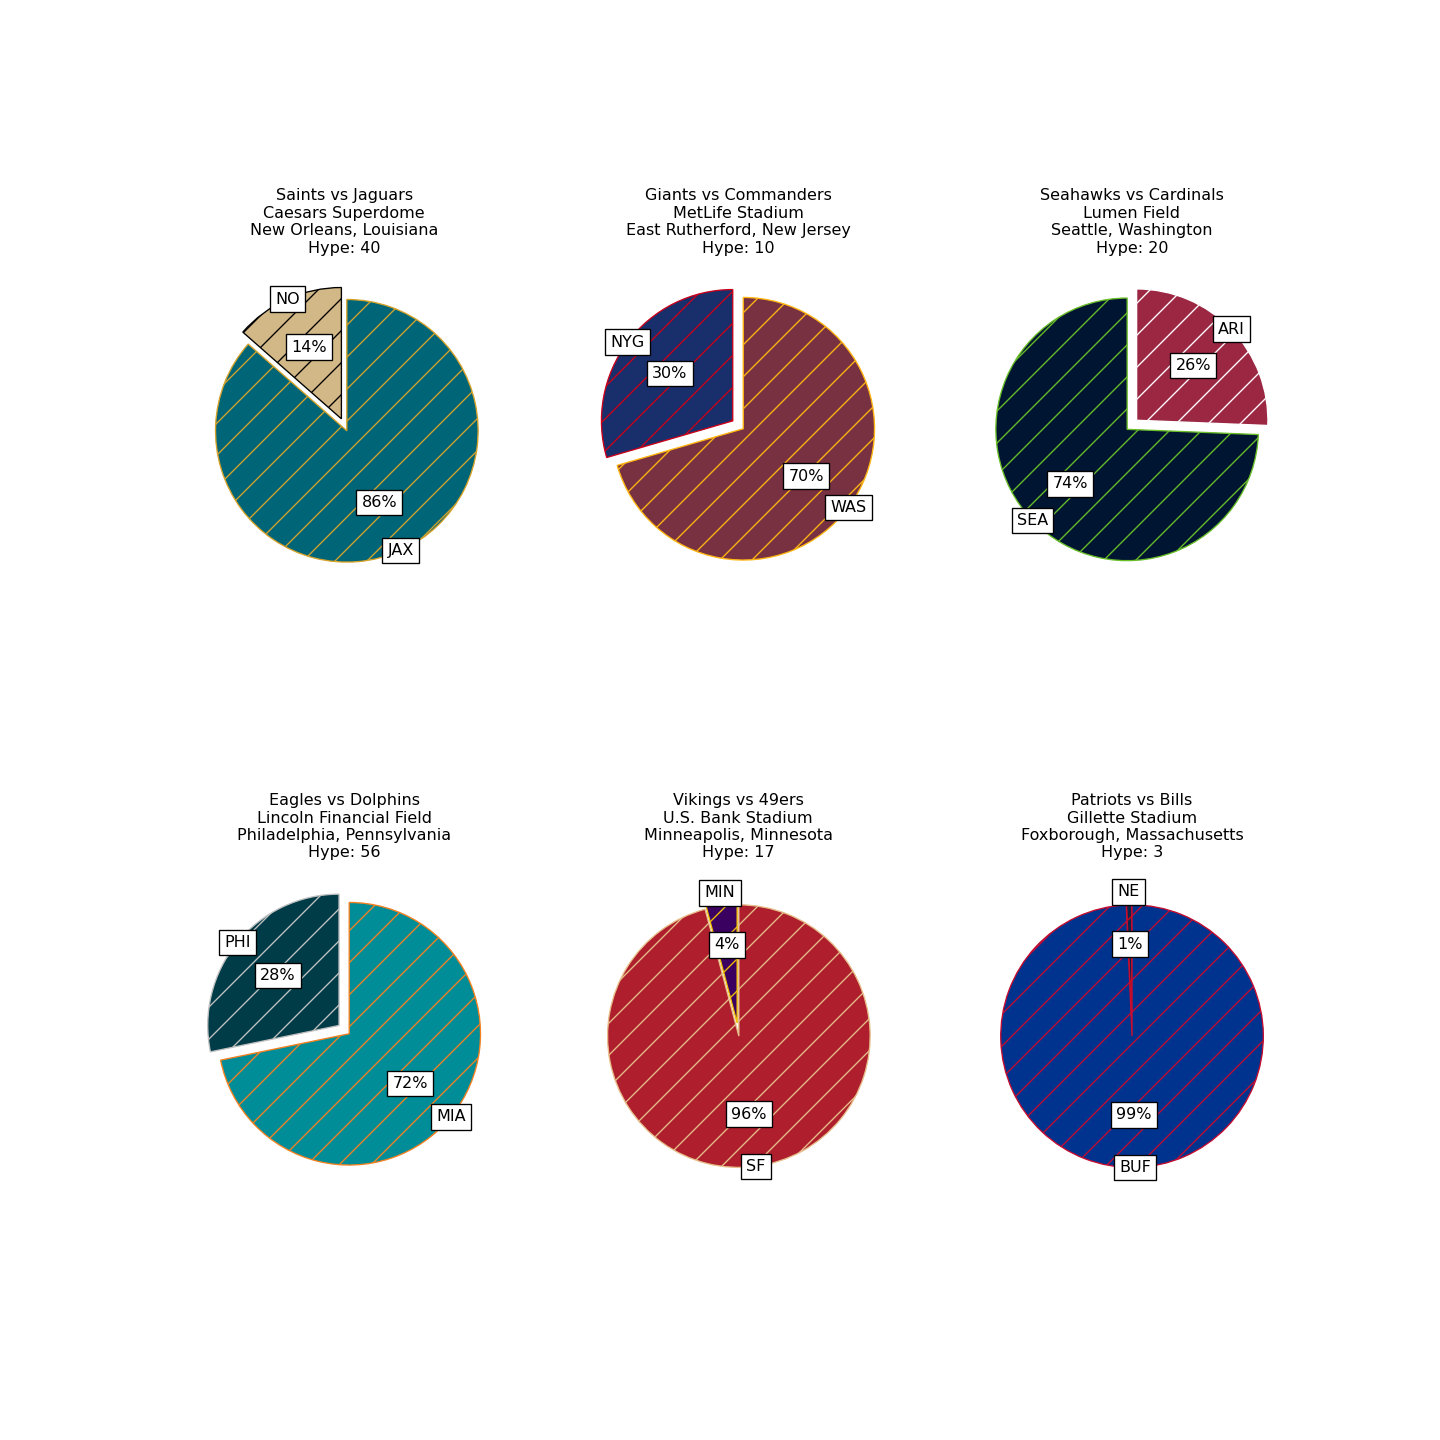 Saints vs Jaguars
Caesars Superdome
New Orleans, Louisiana
Hype: 40
NO
14%
86%
JAX
Giants vs Commanders
MetLife Stadium
East Rutherford, New Jersey
Hype: 10
NYG
30%
70%
WAS
Seahawks vs Cardinals
Lumen Field
Seattle, Washington
Hype: 20
ARI
26%
74%
SEA
Eagles vs Dolphins
Lincoln Financial Field
Philadelphia, Pennsylvania
Hype: 56
PHI
28%
72%
MIA
Vikings vs 49ers
U.S. Bank Stadium
Minneapolis, Minnesota
Hype: 17
MIN
4%
96%
SF
Patriots vs Bills
Gillette Stadium
Foxborough, Massachusetts
Hype: 3
NE
1%
99%
BUF